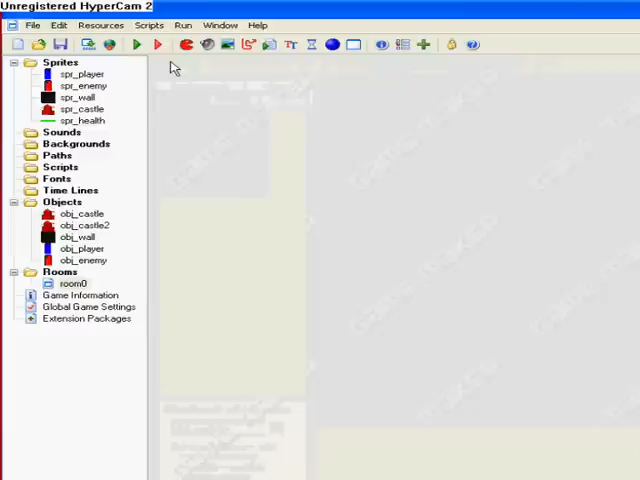 Unregistered HyperCam 2
File Edit Resources Scripts Run Window Help
Sprites
spr_player
spr_enemy
spr_wall
spr_castle
spr_health
Sounds
Backgrounds
Paths
Scripts
Fonts
Time Lines
Objects
obj_castle
obj_castle2
obj_wall
obj_player
obj_enemy
Rooms
room0
Game Information
Global Game Settings
Extension Packages